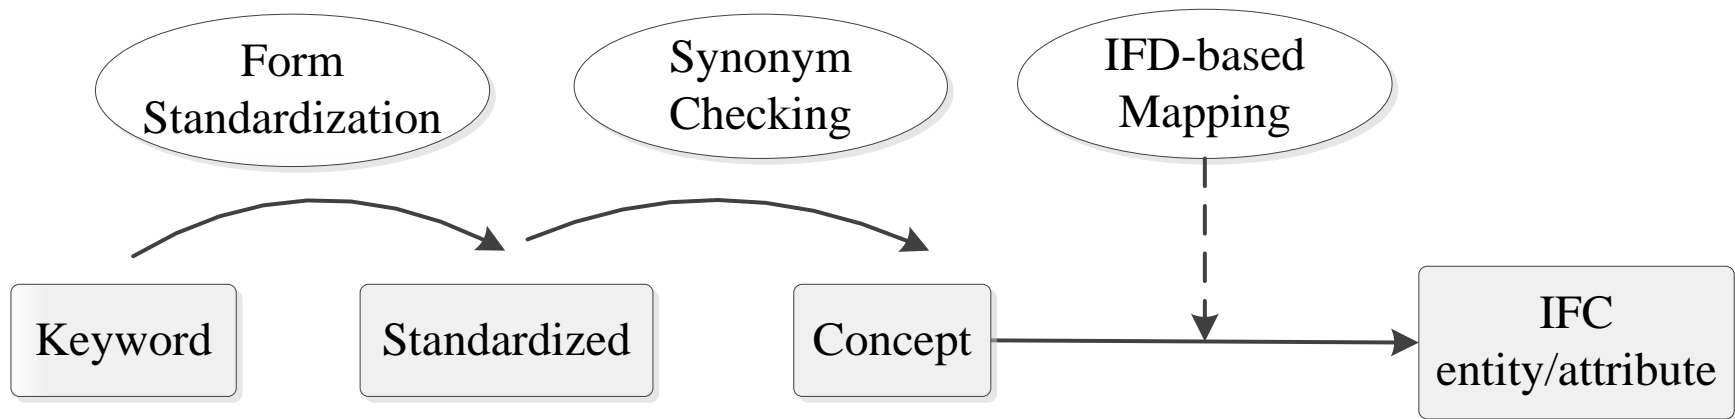 Form
Standardization
Synonym
Checking
IFD-based
Mapping
Keyword
Standardized
Concept
IFC
entity/attribute